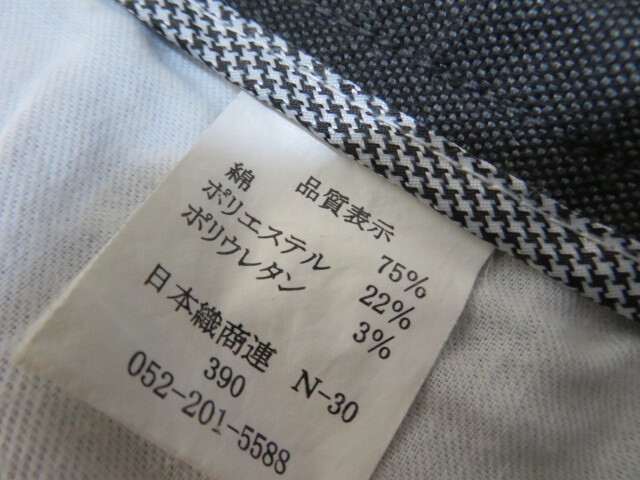 品質表示
綿 75%
ポリエステル 22%
ポリウレタン 3%
日本織商連 N-30
390
052-201-5588